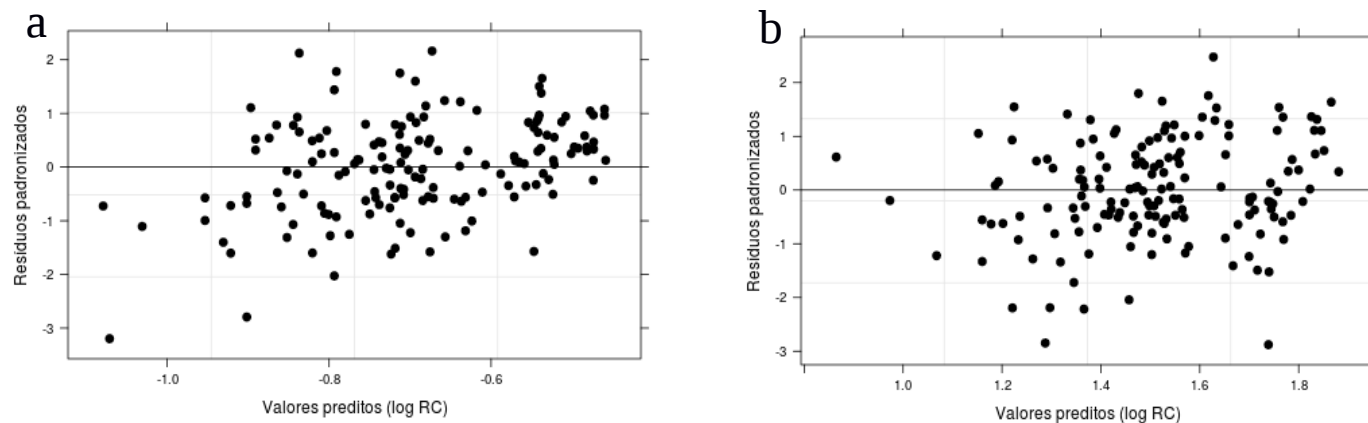 a
2
1
0
-1
-2
-3
Resíduos padronizados
-1.0 -0.8 -0.6
Valores preditos (log RC)
b
2
1
0
-1
-2
-3
Resíduos padronizados
1.0 1.2 1.4 1.6 1.8
Valores preditos (log RC)